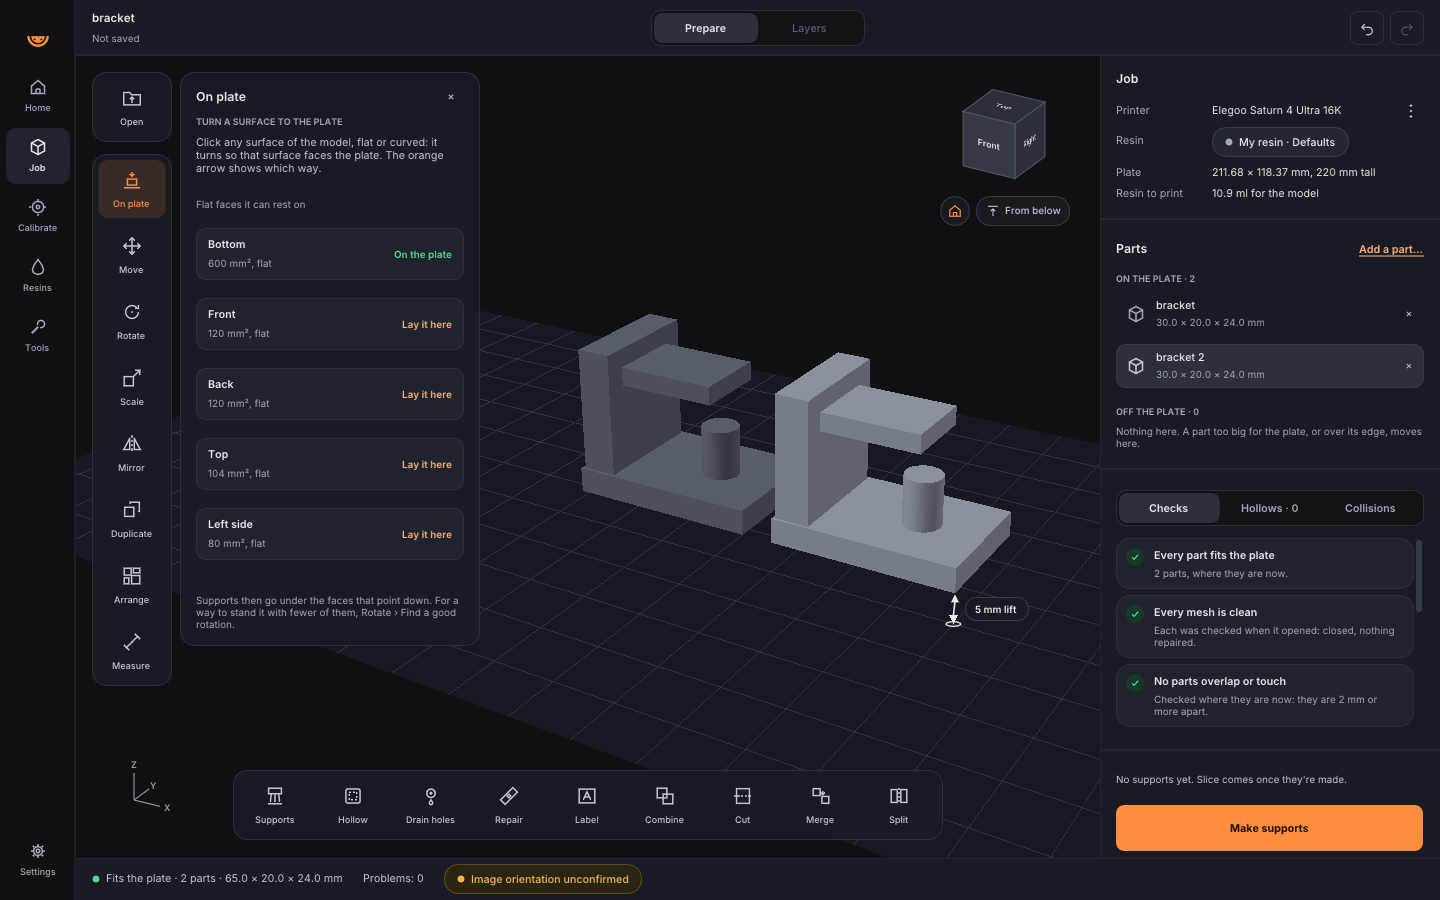 bracket
Not saved
Prepare
Layers
Home
Job
Calibrate
Resins
Tools
Settings
Open
On plate
Move
Rotate
Scale
Mirror
Duplicate
Arrange
Measure
On plate
×
TURN A SURFACE TO THE PLATE
Click any surface of the model, flat or curved: it
turns so that surface faces the plate. The orange
arrow shows which way.
Flat faces it can rest on
Bottom
600 mm², flat
On the plate
Front
120 mm², flat
Lay it here
Back
120 mm², flat
Lay it here
Top
104 mm², flat
Lay it here
Left side
80 mm², flat
Lay it here
Supports then go under the faces that point down. For a
way to stand it with fewer of them, Rotate › Find a good
rotation.
Top
Front
Right
From below
5 mm lift
Z
Y
X
Supports
Hollow
Drain holes
Repair
Label
Combine
Cut
Merge
Split
Job
Printer
Elegoo Saturn 4 Ultra 16K
Resin
My resin · Defaults
Plate
211.68 × 118.37 mm, 220 mm tall
Resin to print
10.9 ml for the model
Parts
Add a part...
ON THE PLATE · 2
bracket
30.0 × 20.0 × 24.0 mm
×
bracket 2
30.0 × 20.0 × 24.0 mm
×
OFF THE PLATE · 0
Nothing here. A part too big for the plate, or over its edge, moves
here.
Checks
Hollows · 0
Collisions
Every part fits the plate
2 parts, where they are now.
Every mesh is clean
Each was checked when it opened: closed, nothing
repaired.
No parts overlap or touch
Checked where they are now: they are 2 mm or
more apart.
No supports yet. Slice comes once they're made.
Make supports
Fits the plate · 2 parts · 65.0 × 20.0 × 24.0 mm
Problems: 0
Image orientation unconfirmed